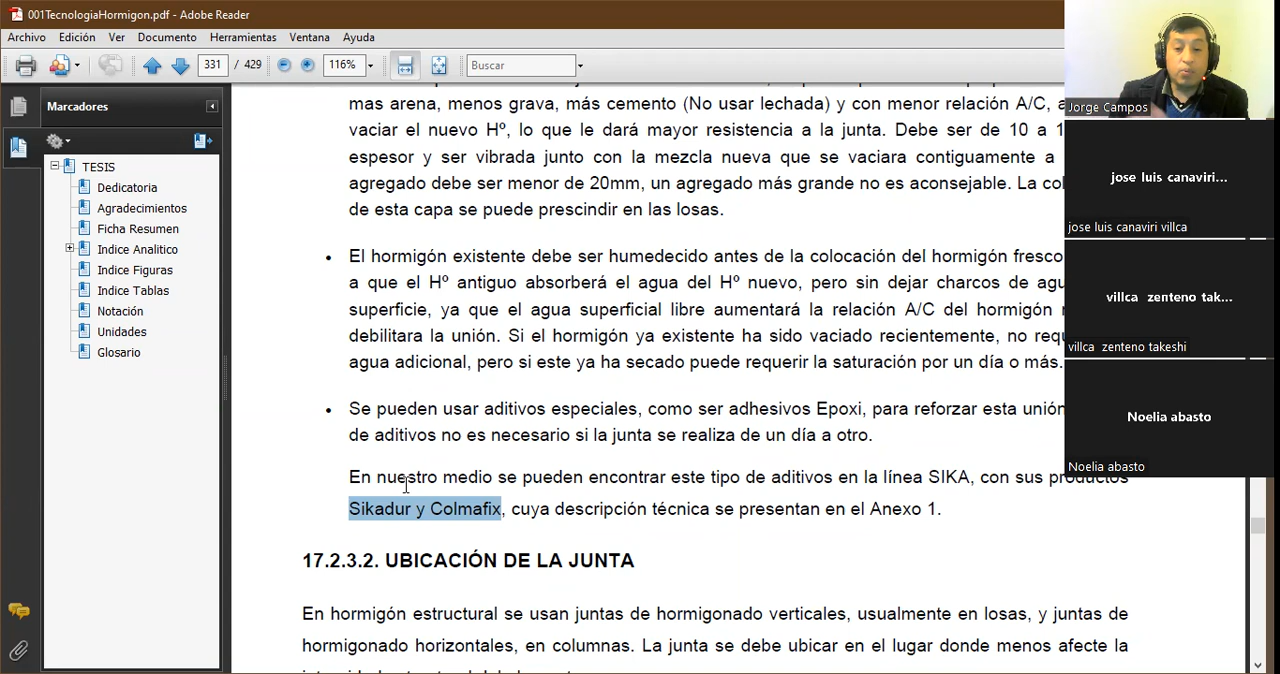 001TecnologiaHormigon.pdf - Adobe Reader
Archivo Edición Ver Documento Herramientas Ventana Ayuda
331 / 429 116% Buscar
Marcadores
TESIS
Dedicatoria
Agradecimientos
Ficha Resumen
Indice Analitico
Indice Figuras
Indice Tablas
Notación
Unidades
Glosario
mas arena, menos grava, más cemento (No usar lechada) y con menor relación A/C, a
vaciar el nuevo Hº, lo que le dará mayor resistencia a la junta. Debe ser de 10 a 1
espesor y ser vibrada junto con la mezcla nueva que se vaciara contiguamente a
agregado debe ser menor de 20mm, un agregado más grande no es aconsejable. La col
de esta capa se puede prescindir en las losas.
• El hormigón existente debe ser humedecido antes de la colocación del hormigón fresco
a que el Hº antiguo absorberá el agua del Hº nuevo, pero sin dejar charcos de agu
superficie, ya que el agua superficial libre aumentará la relación A/C del hormigón
debilitara la unión. Si el hormigón ya existente ha sido vaciado recientemente, no requ
agua adicional, pero si este ya ha secado puede requerir la saturación por un día o más.
• Se pueden usar aditivos especiales, como ser adhesivos Epoxi, para reforzar esta unión
de aditivos no es necesario si la junta se realiza de un día a otro.
En nuestro medio se pueden encontrar este tipo de aditivos en la línea SIKA, con sus productos
Sikadur y Colmafix, cuya descripción técnica se presentan en el Anexo 1.
17.2.3.2. UBICACIÓN DE LA JUNTA
En hormigón estructural se usan juntas de hormigonado verticales, usualmente en losas, y juntas de
hormigonado horizontales, en columnas. La junta se debe ubicar en el lugar donde menos afecte la
Jorge Campos
jose luis canaviri...
jose luis canaviri villca
villca zenteno tak...
villca zenteno takeshi
Noelia abasto
Noelia abasto